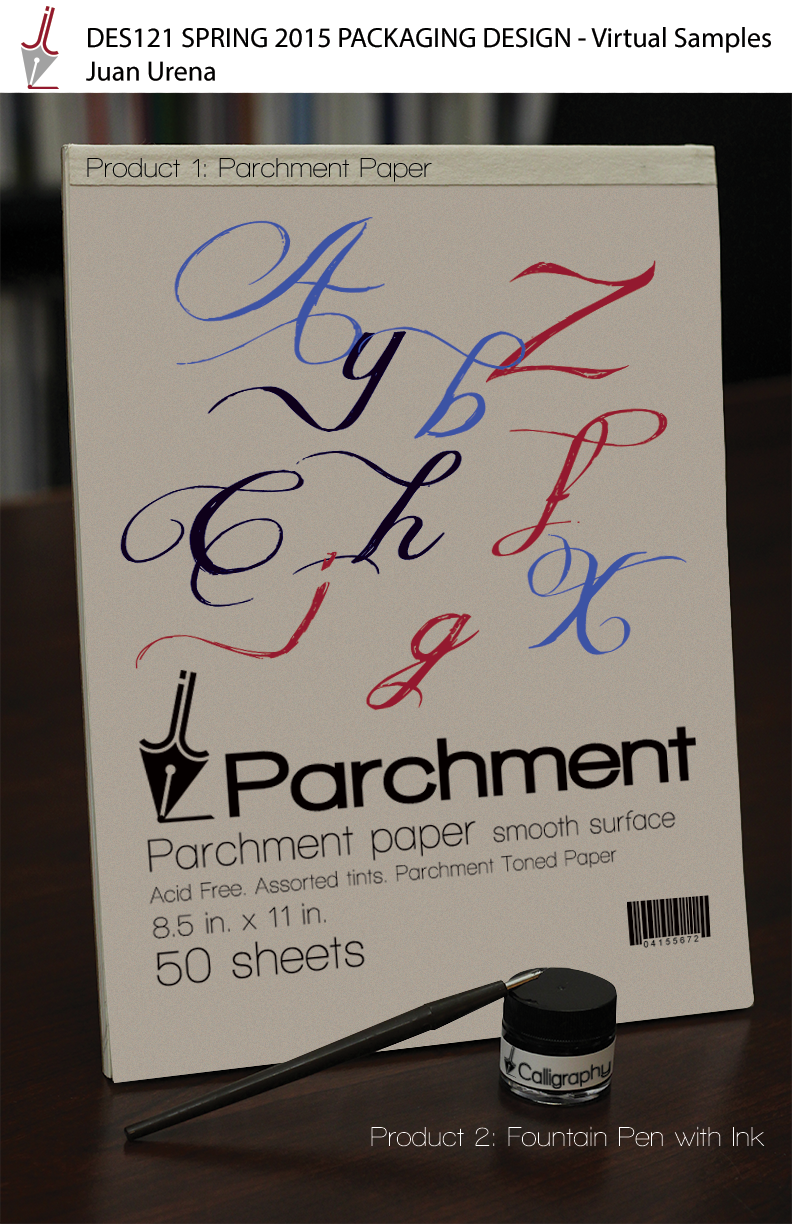 DES121 SPRING 2015 PACKAGING DESIGN - Virtual Samples
Juan Urena
Product 1: Parchment Paper
A
Z
y
b
f
C
h
X
j
g
Parchment
Parchment paper smooth surface
Acid Free. Assorted tints. Parchment Toned Paper
8.5 in. x 11 in.
50 sheets
04155672
Calligraphy
Product 2: Fountain Pen with Ink